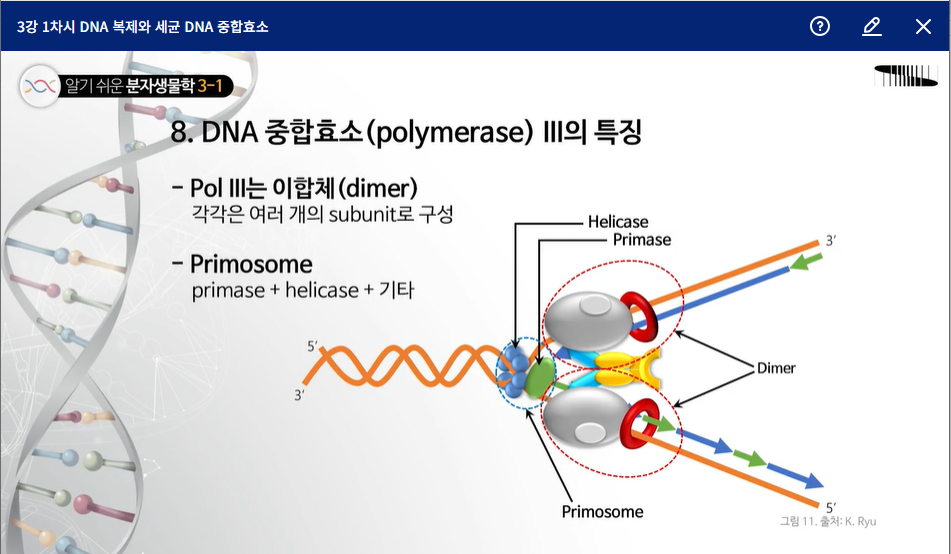 3강 1차시 DNA 복제와 세균 DNA 중합효소
알기 쉬운 분자생물학 3-1
8. DNA 중합효소(polymerase) III의 특징
- Pol III는 이합체(dimer)
각각은 여러 개의 subunit로 구성
- Primosome
primase + helicase + 기타
Helicase
Primase
3′
5′
3′
Dimer
Primosome
5′
그림 11. 출처: K. Ryu